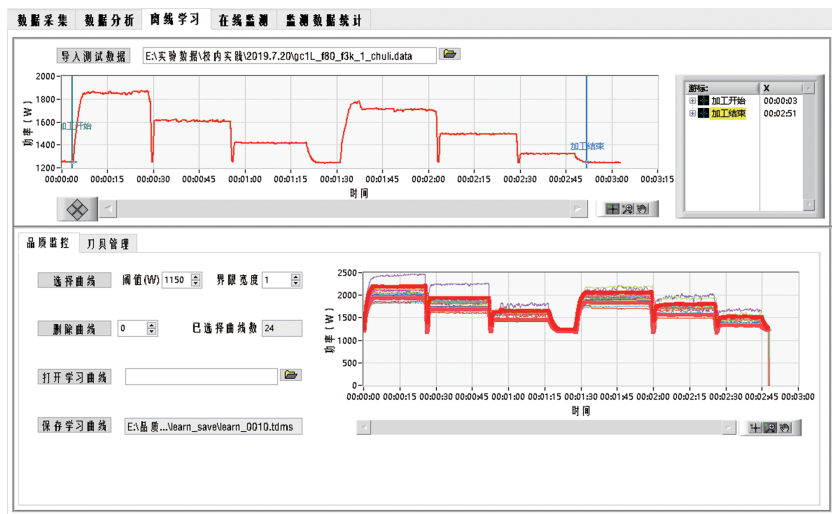 数据采集 数据分析 离线学习 在线监测 监测数据统计
导入测试数据 E:\实验数据\校内实践\2019.7.20\gc1L_f80_f3k_1_chuli.data
功率(W)
2000
1800
1600
1400
1200
加工开始
加工结束
00:00:00 00:00:15 00:00:30 00:00:45 00:01:00 00:01:15 00:01:30 00:01:45 00:02:00 00:02:15 00:02:30 00:02:45 00:03:00 00:03:15
时间
游标: X
加工开始 00:00:03
加工结束 00:02:51
品质监控 刀具管理
选择曲线 阈值(W) 1150 界限宽度 1
删除曲线 0 已选择曲线数 24
打开学习曲线
保存学习曲线 E:\品质...\learn_save\learn_0010.tdms
功率(W)
2500
2000
1500
1000
500
0
00:00:00 00:00:15 00:00:30 00:00:45 00:01:00 00:01:15 00:01:30 00:01:45 00:02:00 00:02:15 00:02:30 00:02:45 00:03:00
时间